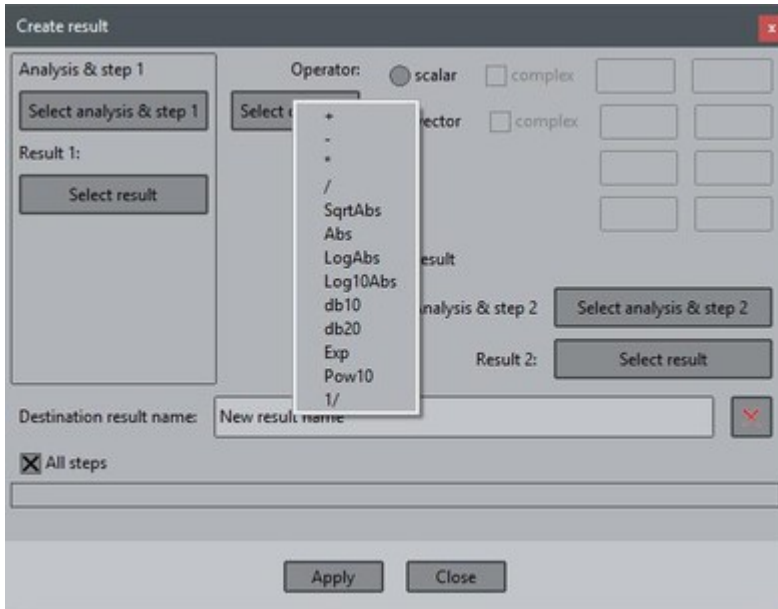 Create result
x
Analysis & step 1
Select analysis & step 1
Result 1:
Select result
Operator:
Select
scalar
complex
vector
complex
+
-
*
/
SqrtAbs
Abs
LogAbs
Log10Abs
db10
db20
Exp
Pow10
1/
esult
nalysis & step 2
Select analysis & step 2
Result 2:
Select result
Destination result name:
New result name
All steps
Apply
Close